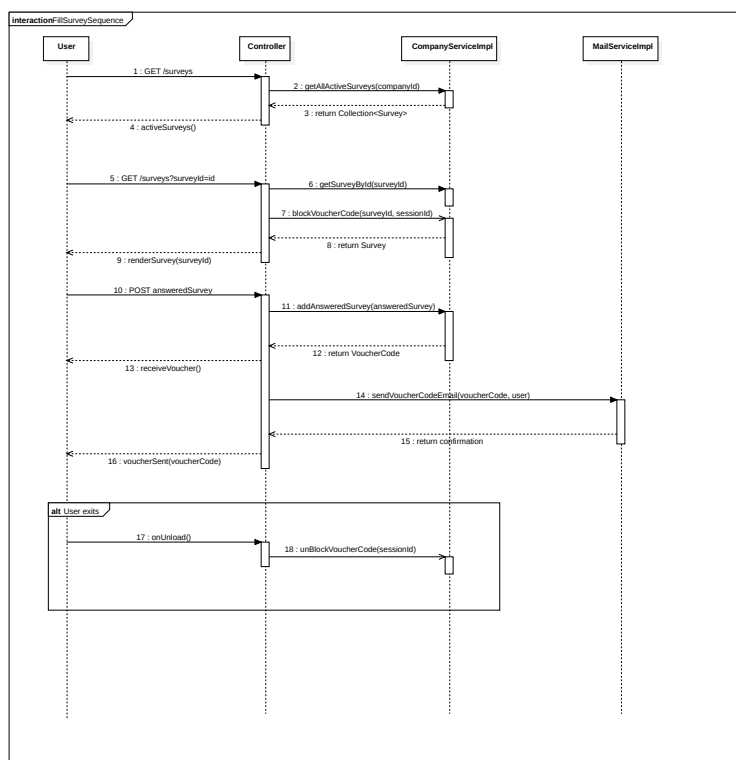 interactionFillSurveySequence
User
Controller
CompanyServiceImpl
MailServiceImpl
1 : GET /surveys
2 : getAllActiveSurveys(companyId)
3 : return Collection<Survey>
4 : activeSurveys()
5 : GET /surveys?surveyId=id
6 : getSurveyById(surveyId)
7 : blockVoucherCode(surveyId, sessionId)
8 : return Survey
9 : renderSurvey(surveyId)
10 : POST answeredSurvey
11 : addAnsweredSurvey(answeredSurvey)
12 : return VoucherCode
13 : receiveVoucher()
14 : sendVoucherCodeEmail(voucherCode, user)
15 : return confirmation
16 : voucherSent(voucherCode)
alt User exits
17 : onUnload()
18 : unBlockVoucherCode(sessionId)